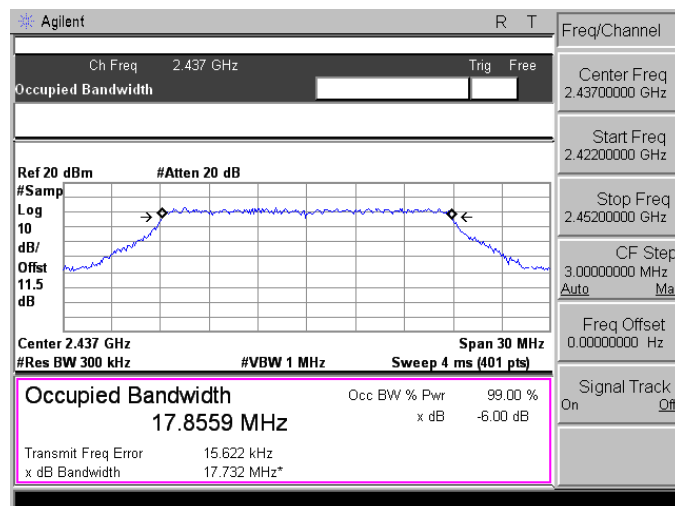 Agilent R T
Ch Freq 2.437 GHz Trig Free
Occupied Bandwidth
Ref 20 dBm #Atten 20 dB
#Samp
Log
10
dB/
Offst
11.5
dB
Center 2.437 GHz Span 30 MHz
#Res BW 300 kHz #VBW 1 MHz Sweep 4 ms (401 pts)
Occupied Bandwidth Occ BW % Pwr 99.00 %
17.8559 MHz x dB -6.00 dB
Transmit Freq Error 15.622 kHz
x dB Bandwidth 17.732 MHz*
Freq/Channel
Center Freq
2.43700000 GHz
Start Freq
2.42200000 GHz
Stop Freq
2.45200000 GHz
CF Step
3.00000000 MHz
Auto Ma
Freq Offset
0.00000000 Hz
Signal Track
On Off